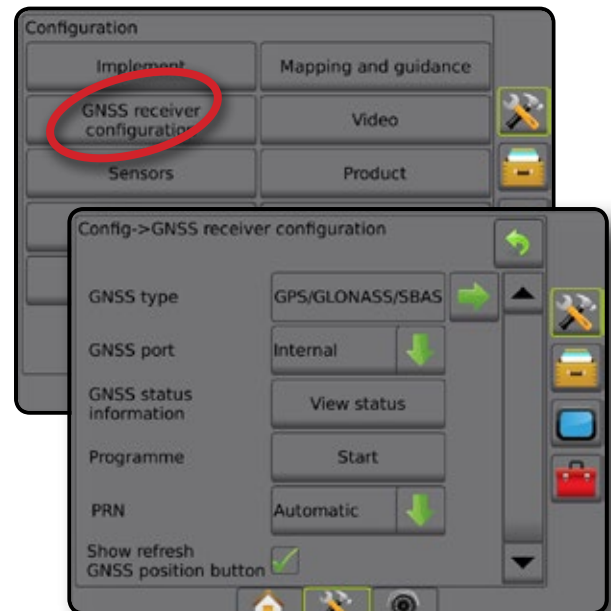 Configuration
Implement
Mapping and guidance
GNSS receiver
configuration
Video
Sensors
Product
Config->GNSS receiver configuration
GNSS type
GPS/GLONASS/SBAS
GNSS port
Internal
GNSS status
information
View status
Programme
Start
PRN
Automatic
Show refresh
GNSS position button